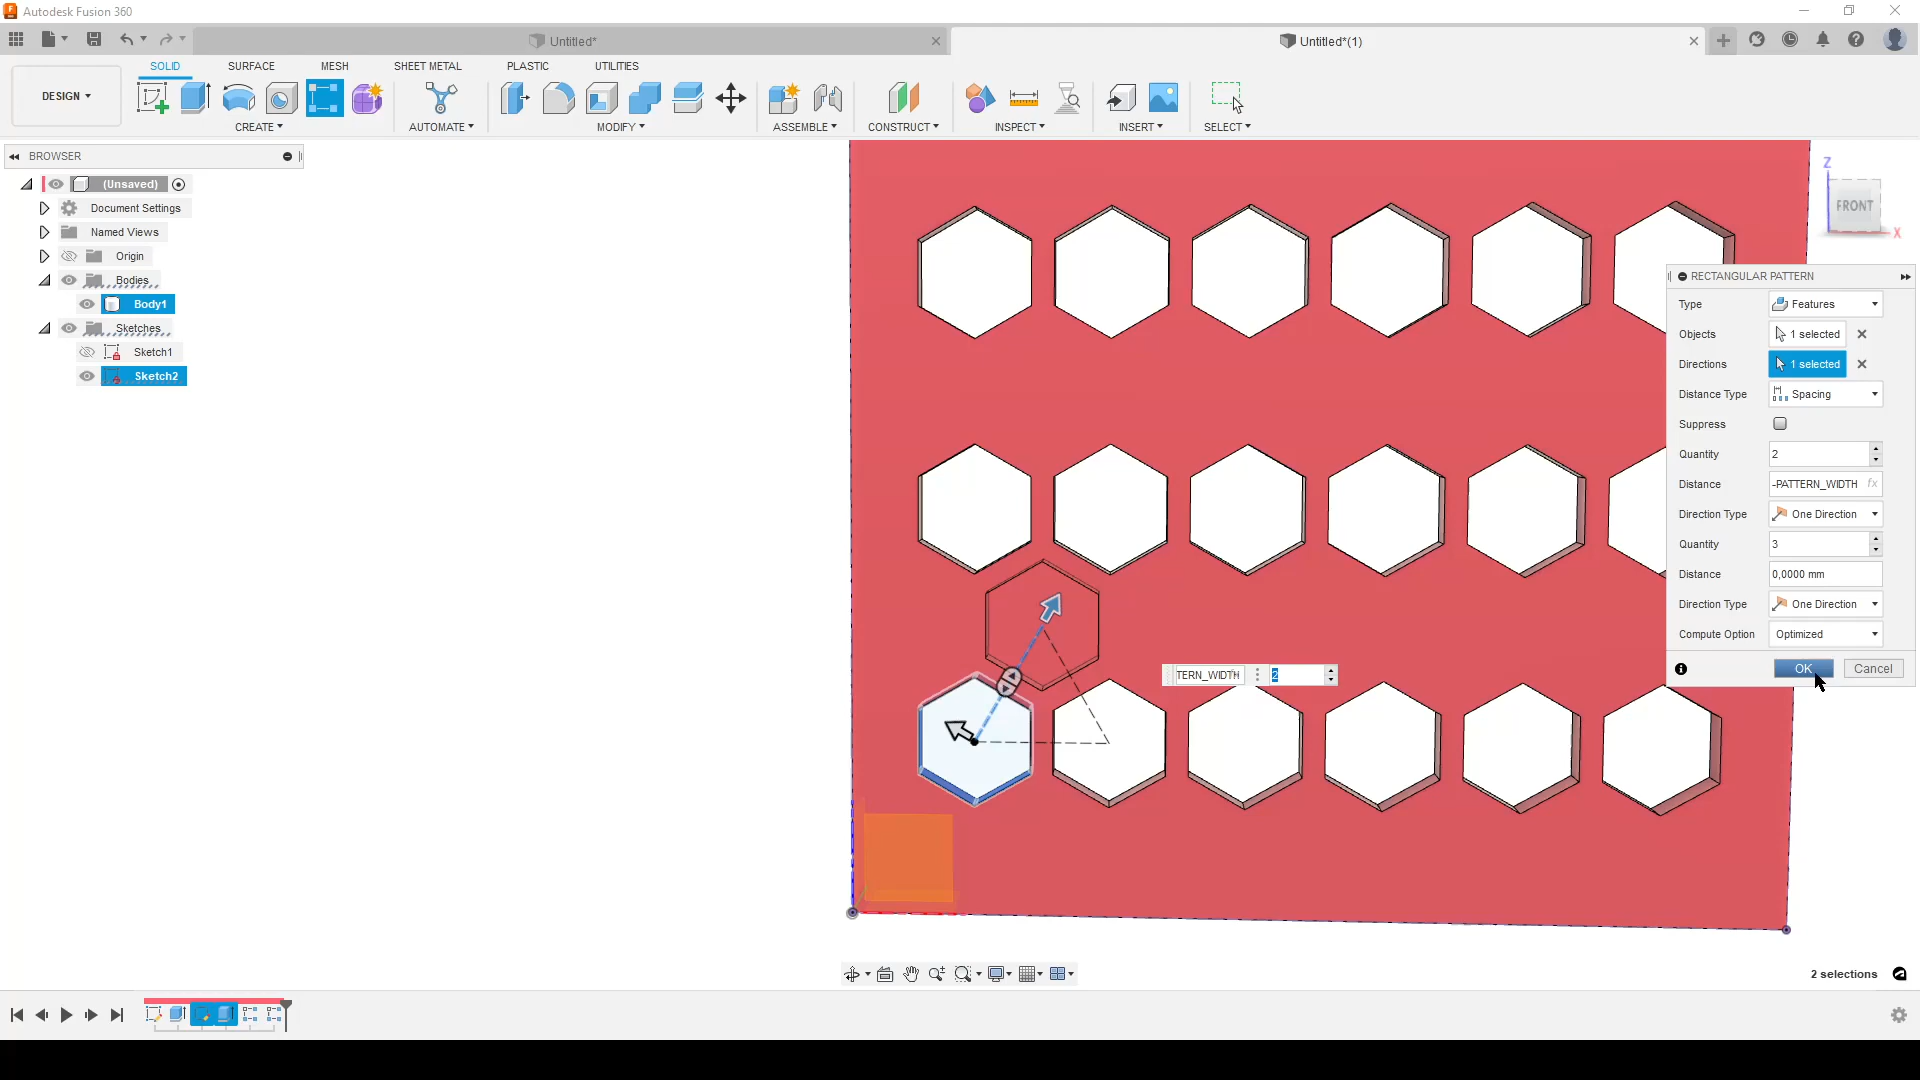 Autodesk Fusion 360
Untitled*
Untitled*(1)
DESIGN
SOLID
SURFACE
MESH
SHEET METAL
PLASTIC
UTILITIES
CREATE
AUTOMATE
MODIFY
ASSEMBLE
CONSTRUCT
INSPECT
INSERT
SELECT
BROWSER
(Unsaved)
Document Settings
Named Views
Origin
Bodies
Body1
Sketches
Sketch1
Sketch2
Z
FRONT
X
RECTANGULAR PATTERN
Type Features
Objects 1 selected
Directions 1 selected
Distance Type Spacing
Suppress
Quantity 2
Distance -PATTERN_WIDTH fx
Direction Type One Direction
Quantity 3
Distance 0,0000 mm
Direction Type One Direction
Compute Option Optimized
OK Cancel
TERN_WIDTH 2
2 selections